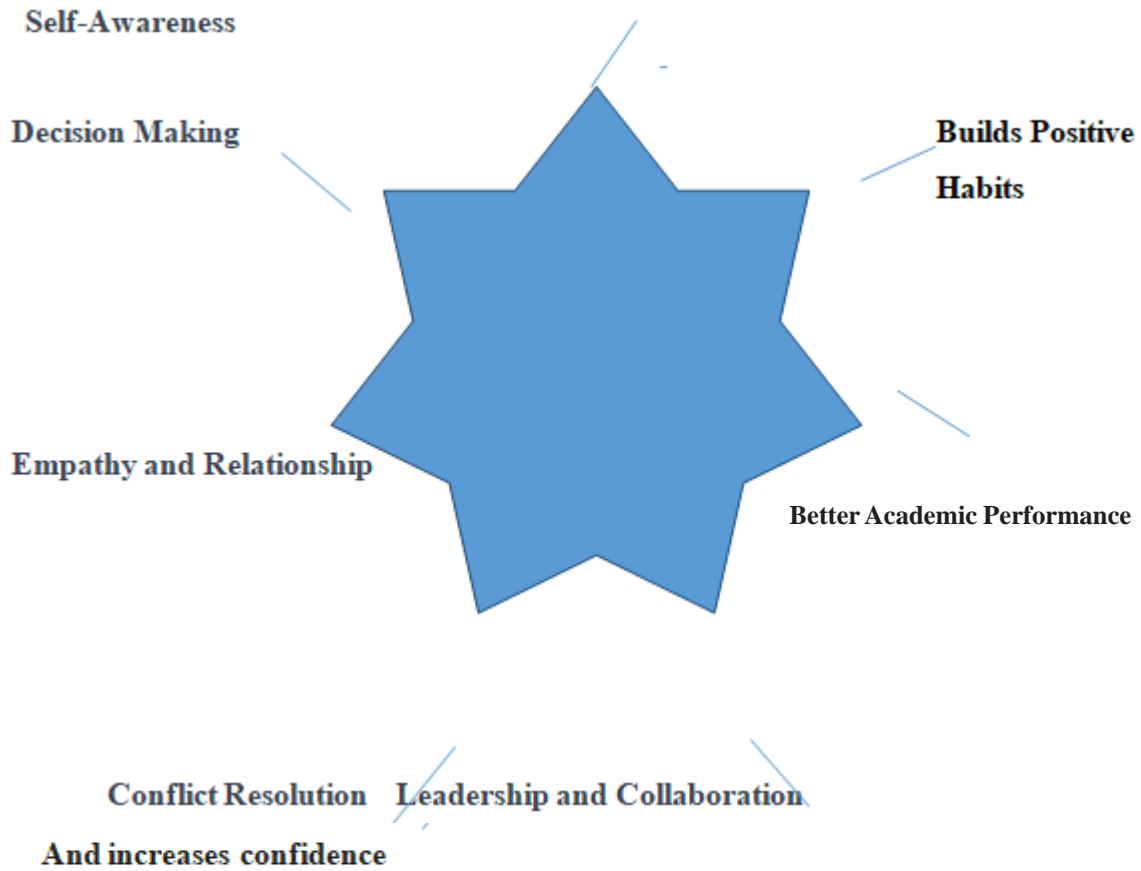 Self-Awareness
Decision Making
Builds Positive
Habits
Empathy and Relationship
Better Academic Performance
Conflict Resolution
Leadership and Collaboration
And increases confidence